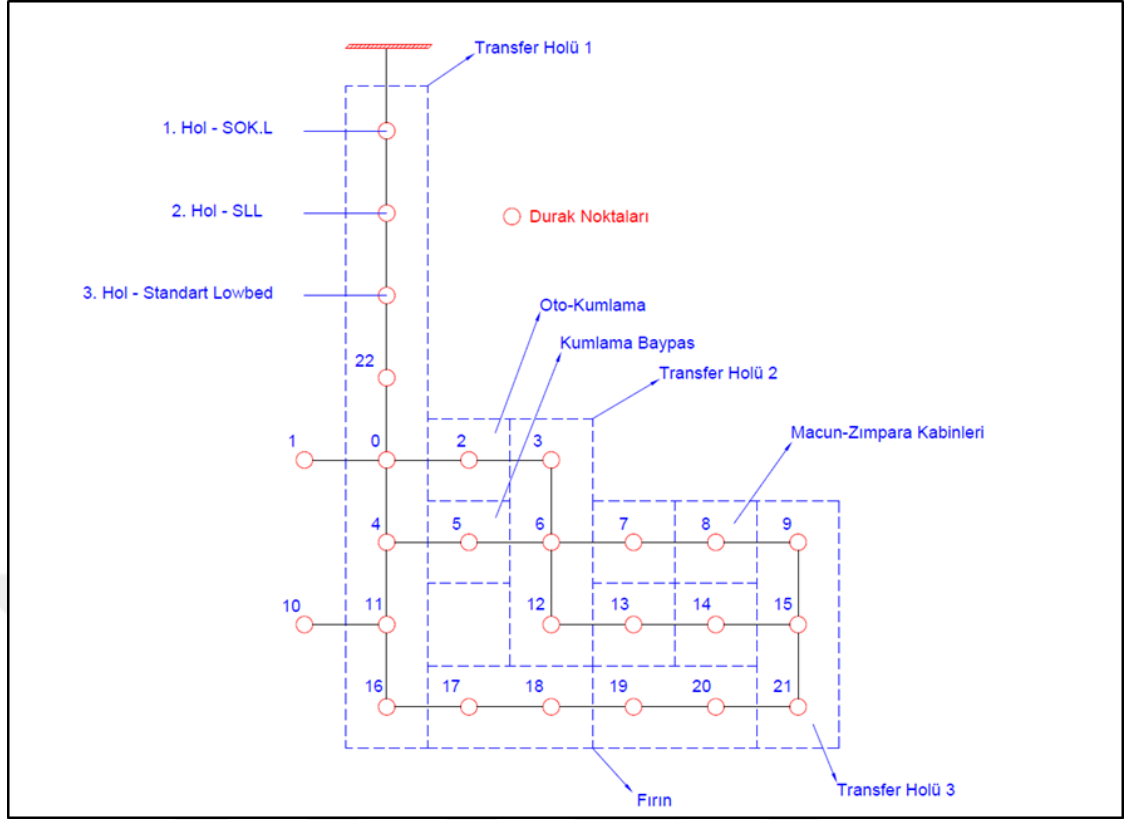 Transfer Holü 1
1. Hol - SOK.L
2. Hol - SLL
Durak Noktaları
3. Hol - Standart Lowbed
Oto-Kumlama
Kumlama Baypas
22
Transfer Holü 2
Macun-Zımpara Kabinleri
1 0 2 3
4 5 6 7 8 9
10 11 12 13 14 15
16 17 18 19 20 21
Transfer Holü 3
Fırın